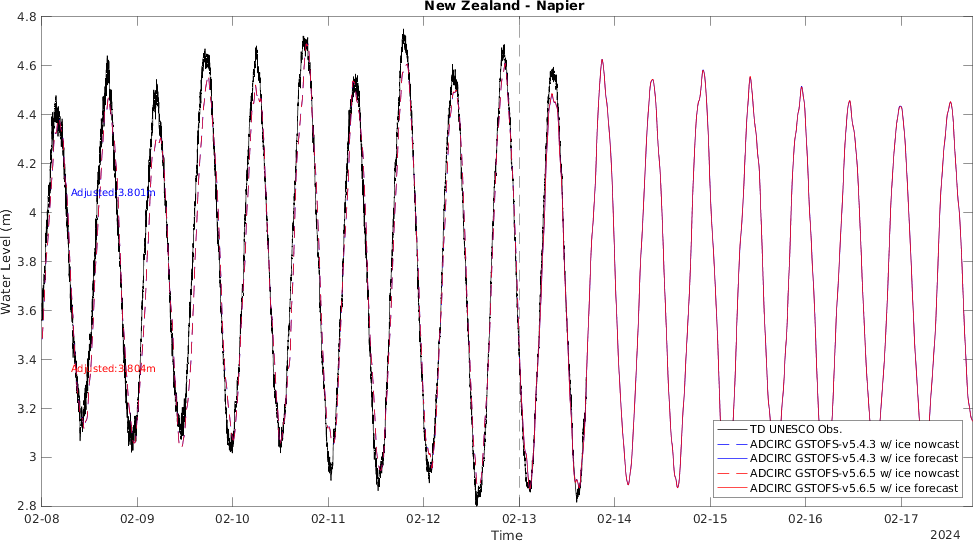 New Zealand - Napier
4.8
4.6
4.4
4.2
4
3.8
3.6
3.4
3.2
3
2.8
Water Level (m)
Adjusted:3.801m
Adjusted:3.804m
TD UNESCO Obs.
ADCIRC GSTOFS-v5.4.3 w/ ice nowcast
ADCIRC GSTOFS-v5.4.3 w/ ice forecast
ADCIRC GSTOFS-v5.6.5 w/ ice nowcast
ADCIRC GSTOFS-v5.6.5 w/ ice forecast
02-08 02-09 02-10 02-11 02-12 02-13 02-14 02-15 02-16 02-17
Time
2024